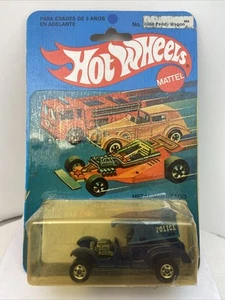 PARA EDADES DE 3 AÑOS
EN ADELANTE
No.
Paddy Wagon
HOT WHEELS
MATTEL
POLICE